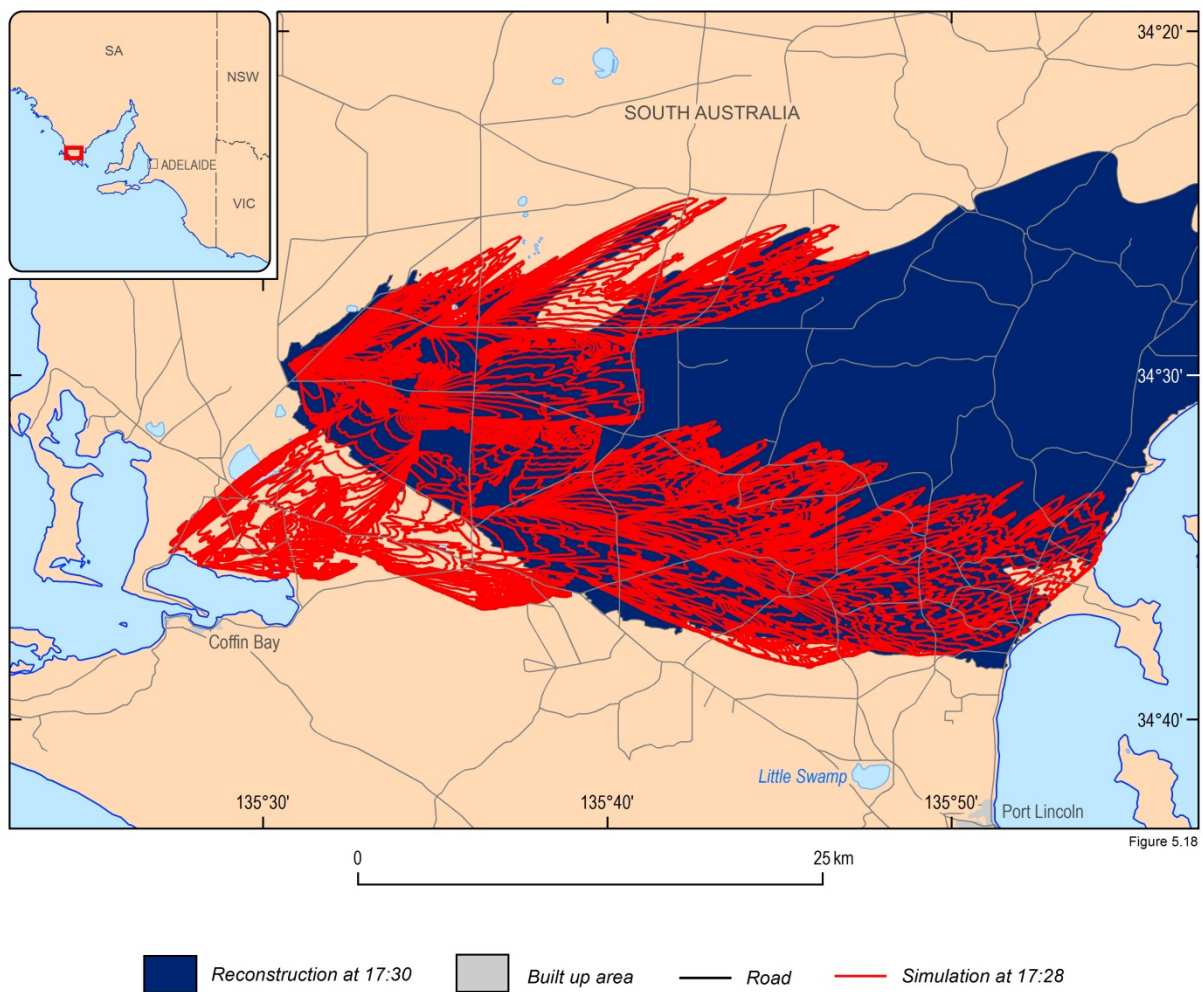 SA
NSW
ADELAIDE
VIC
34°20'
SOUTH AUSTRALIA
34°30'
Coffin Bay
34°40'
Little Swamp
135°30'
135°40'
135°50'
Port Lincoln
Figure 5.18
0
25 km
Reconstruction at 17:30
Built up area
Road
Simulation at 17:28